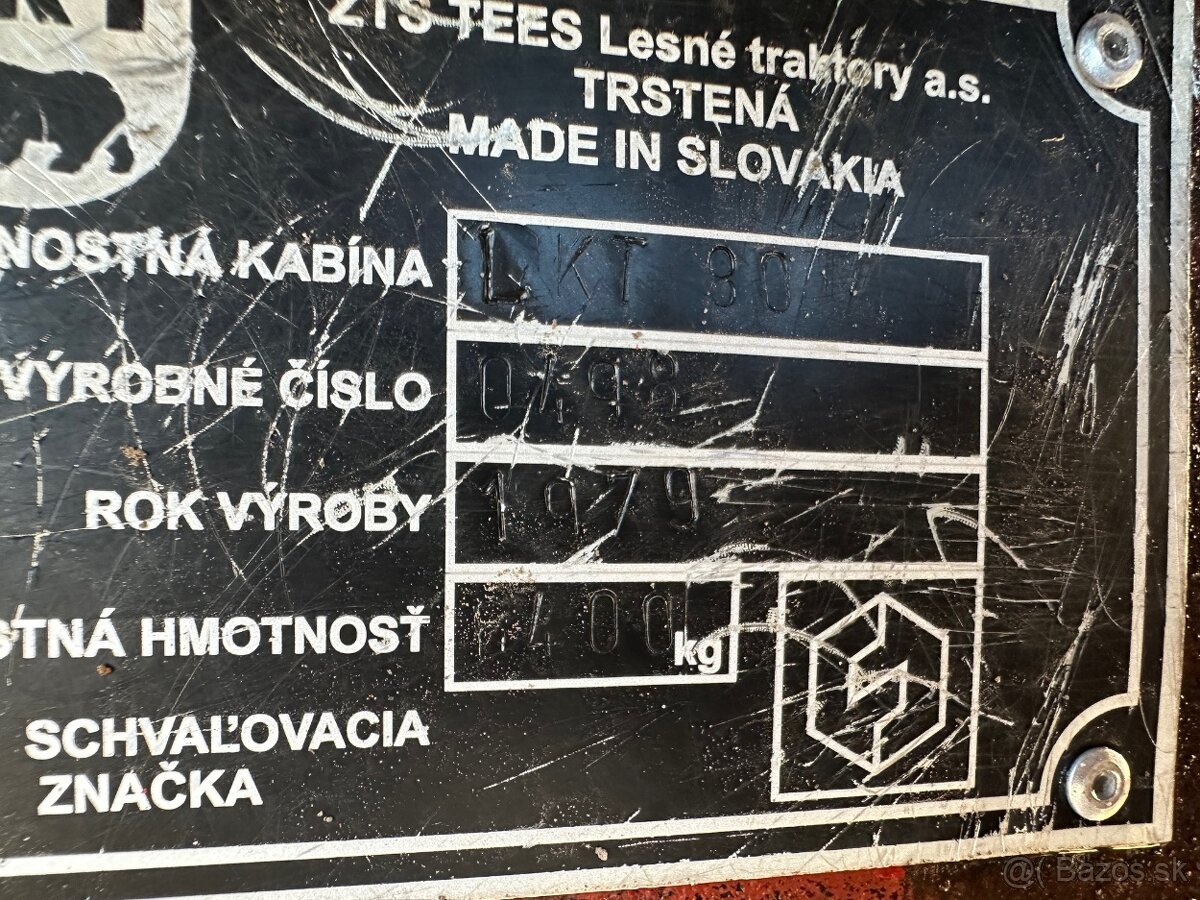 ZTS TEES Lesné traktory a.s.
TRSTENÁ
MADE IN SLOVAKIA
NOSTNÁ KABÍNA LKT 80
VÝROBNÉ ČÍSLO 0498
ROK VÝROBY 1979
STNÁ HMOTNOSŤ kg
SCHVAĽOVACIA
ZNAČKA
Bazos.sk